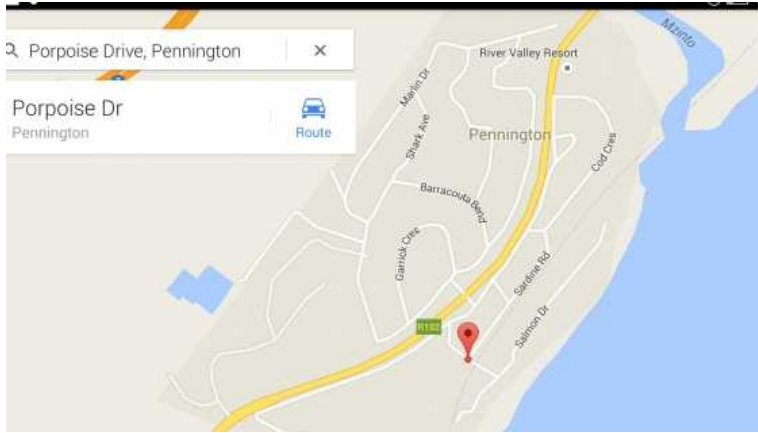 Porpoise Drive, Pennington
Porpoise Dr
Pennington
Route
Mzinto
River Valley Resort
Marlin Dr
Shark Ave
Pennington
Cod Cres
Barracouta Bend
Garrick Cres
Sardine Rd
R102
Salmon Dr